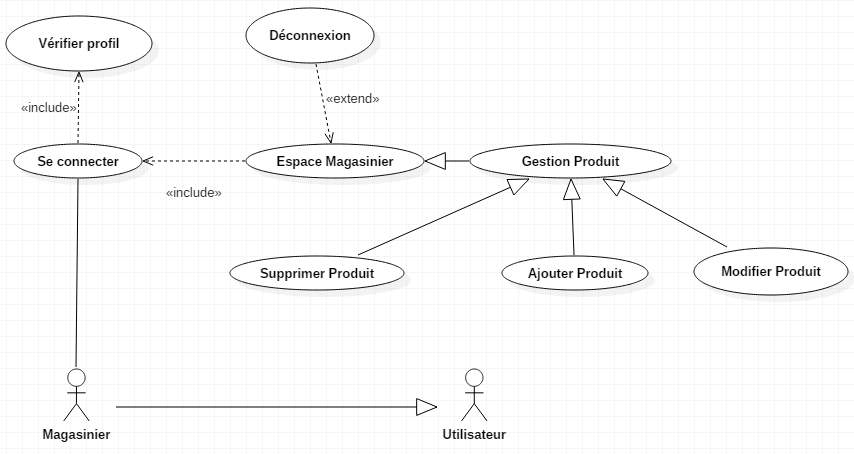 Vérifier profil
Déconnexion
«include»
«extend»
Se connecter
Espace Magasinier
Gestion Produit
«include»
Supprimer Produit
Ajouter Produit
Modifier Produit
Magasinier
Utilisateur